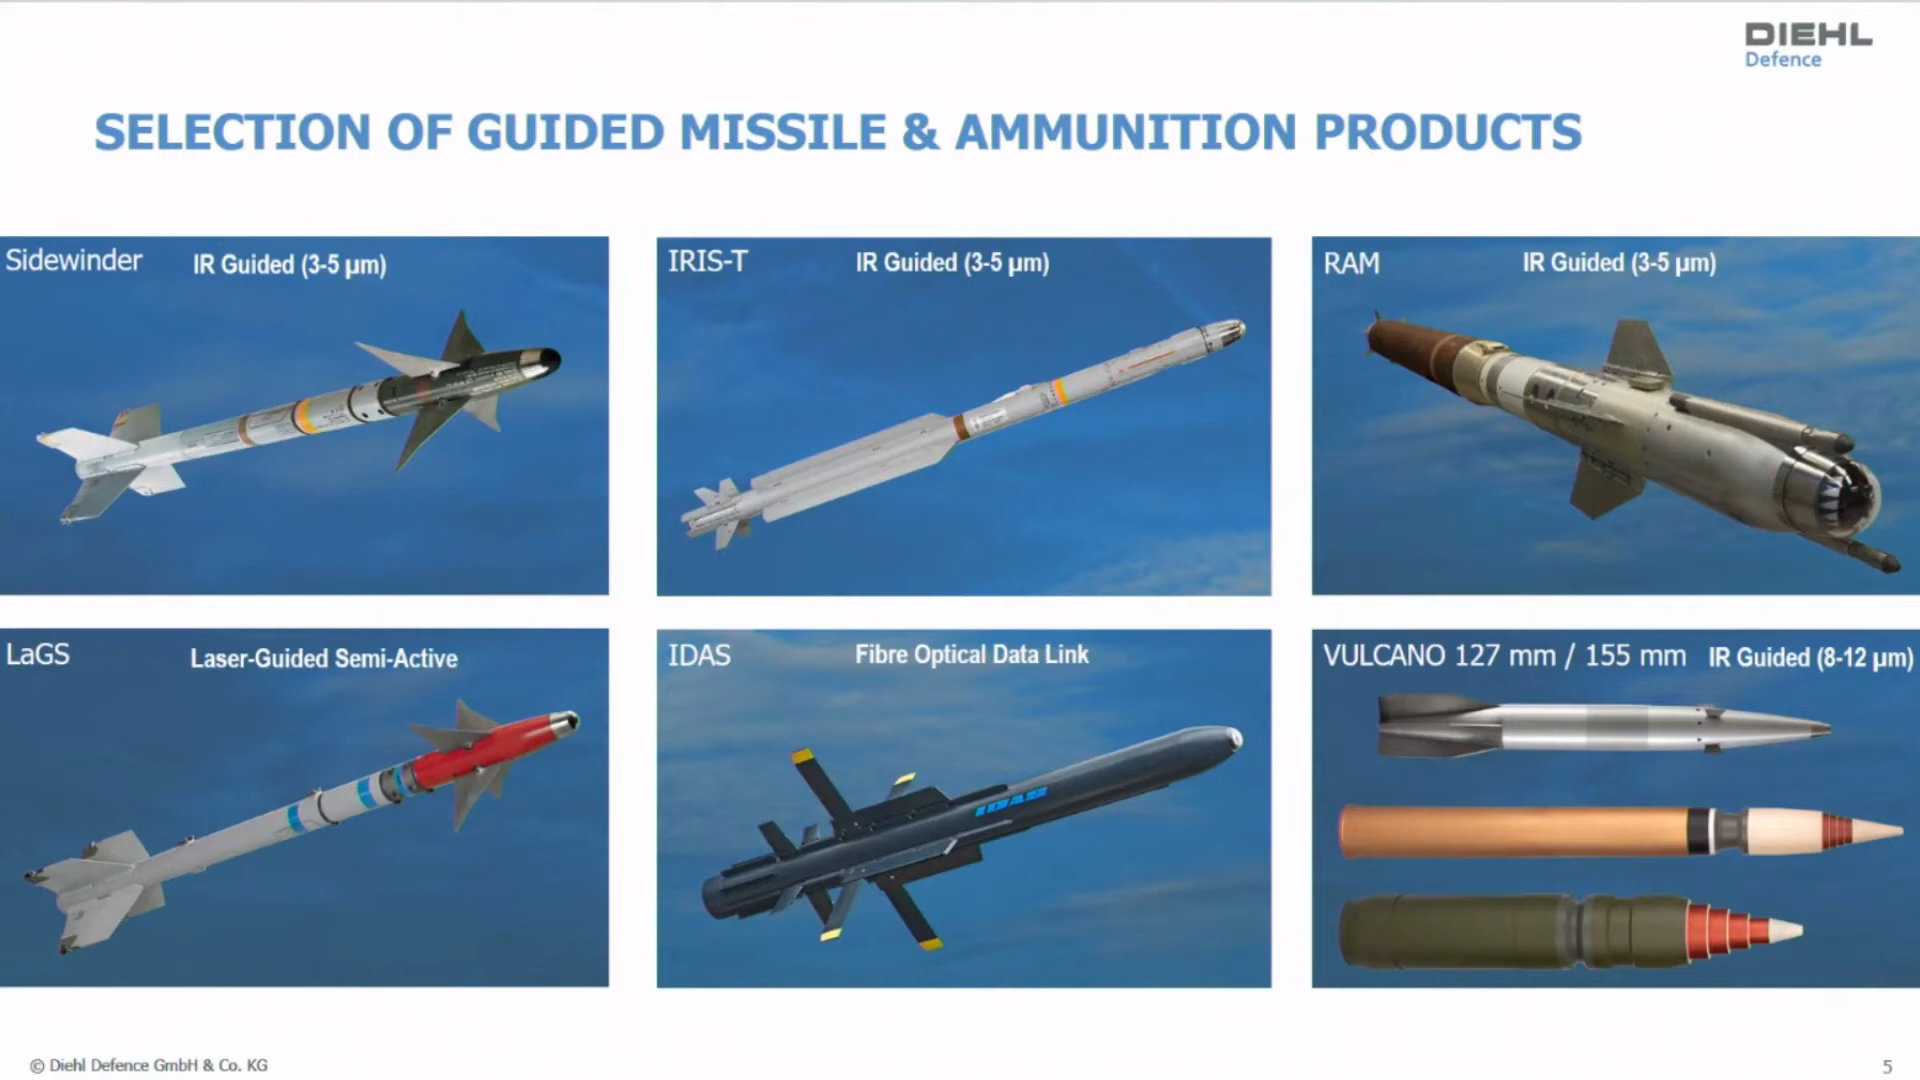 DIEHL
Defence
SELECTION OF GUIDED MISSILE & AMMUNITION PRODUCTS
Sidewinder IR Guided (3-5 µm)
IRIS-T IR Guided (3-5 µm)
RAM IR Guided (3-5 µm)
LaGS Laser-Guided Semi-Active
IDAS Fibre Optical Data Link
IDAS
VULCANO 127 mm / 155 mm IR Guided (8-12 µm)
© Diehl Defence GmbH & Co. KG
5